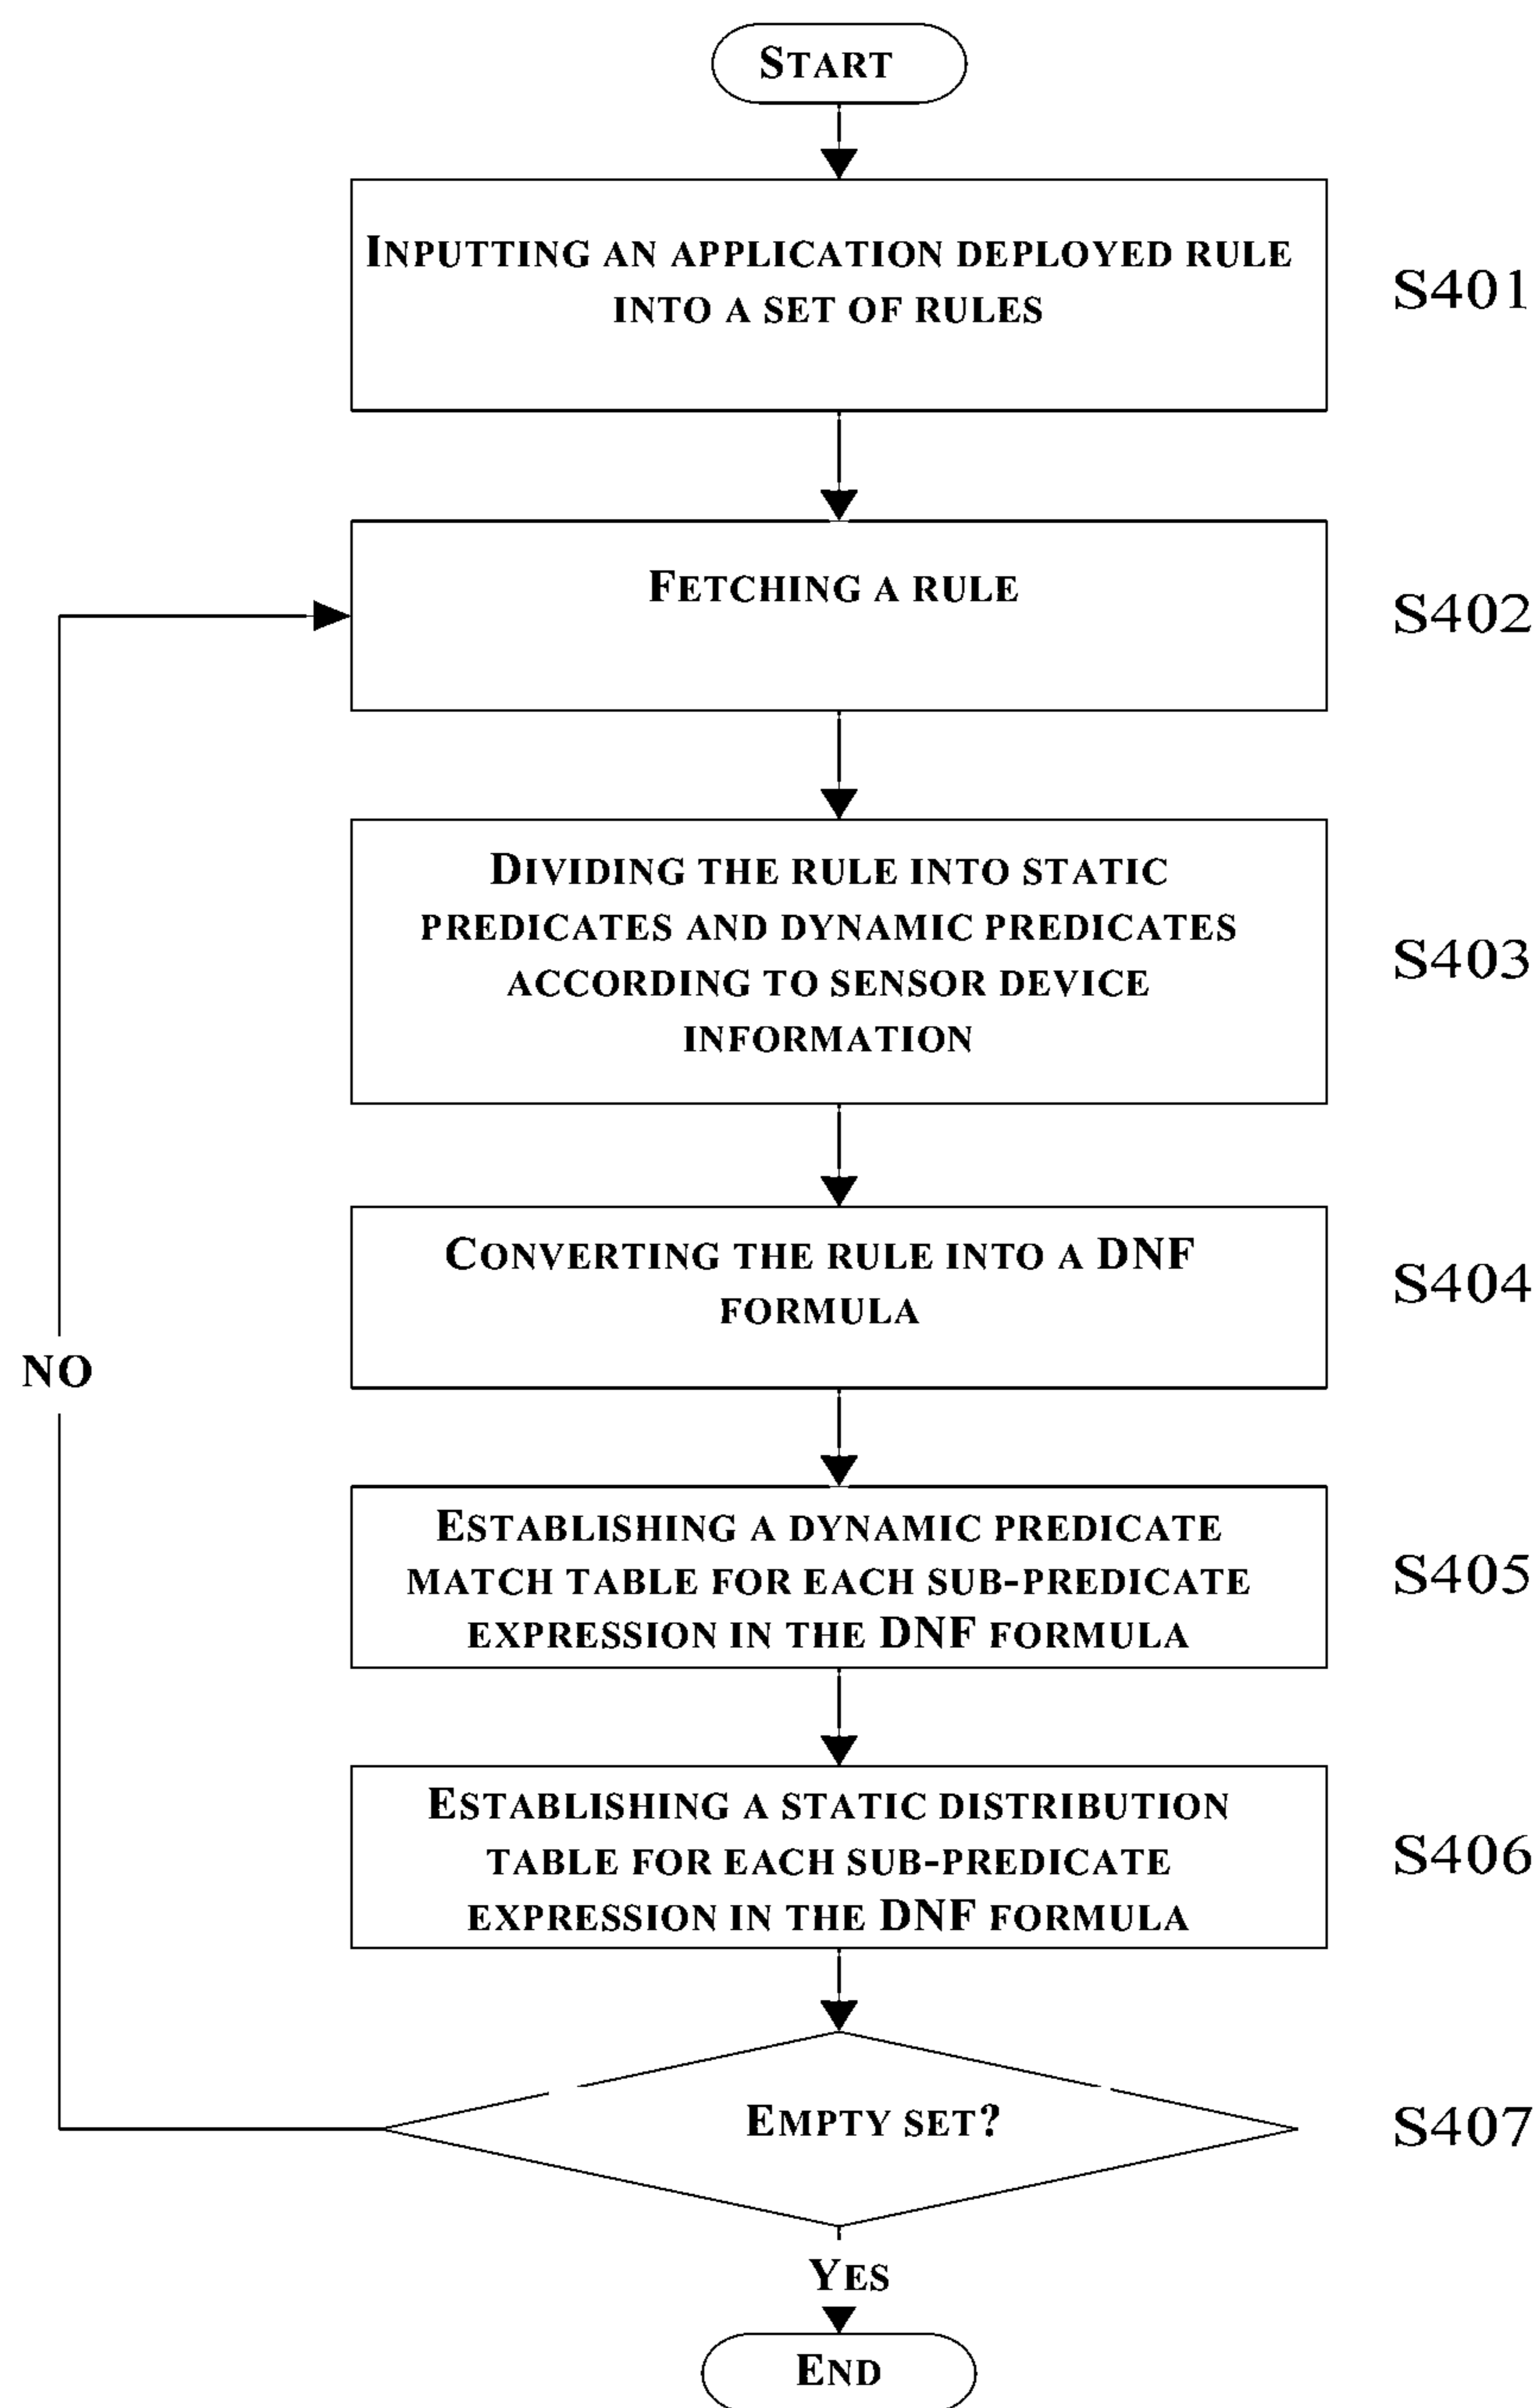 START
INPUTTING AN APPLICATION DEPLOYED RULE
INTO A SET OF RULES
S401
FETCHING A RULE
S402
DIVIDING THE RULE INTO STATIC
PREDICATES AND DYNAMIC PREDICATES
ACCORDING TO SENSOR DEVICE
INFORMATION
S403
CONVERTING THE RULE INTO A DNF
FORMULA
S404
NO
ESTABLISHING A DYNAMIC PREDICATE
MATCH TABLE FOR EACH SUB-PREDICATE
EXPRESSION IN THE DNF FORMULA
S405
ESTABLISHING A STATIC DISTRIBUTION
TABLE FOR EACH SUB-PREDICATE
EXPRESSION IN THE DNF FORMULA
S406
EMPTY SET?
S407
YES
END